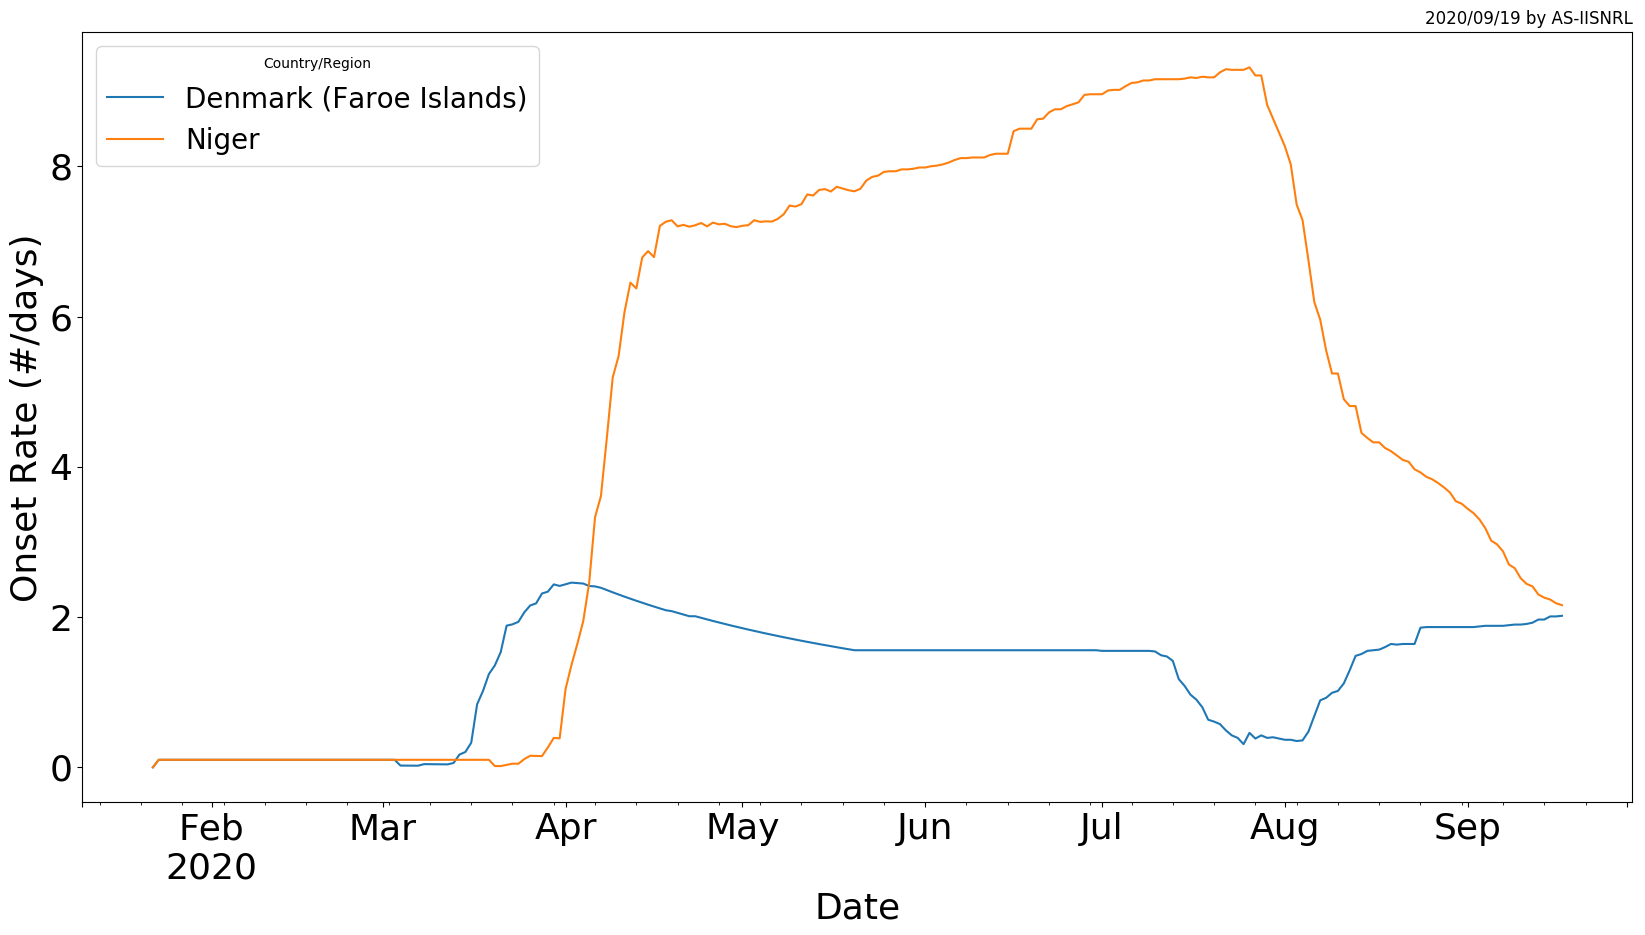 2020/09/19 by AS-IISNRL
Country/Region
Denmark (Faroe Islands)
Niger
Onset Rate (#/days)
8
6
4
2
0
Feb Mar Apr May Jun Jul Aug Sep
2020
Date